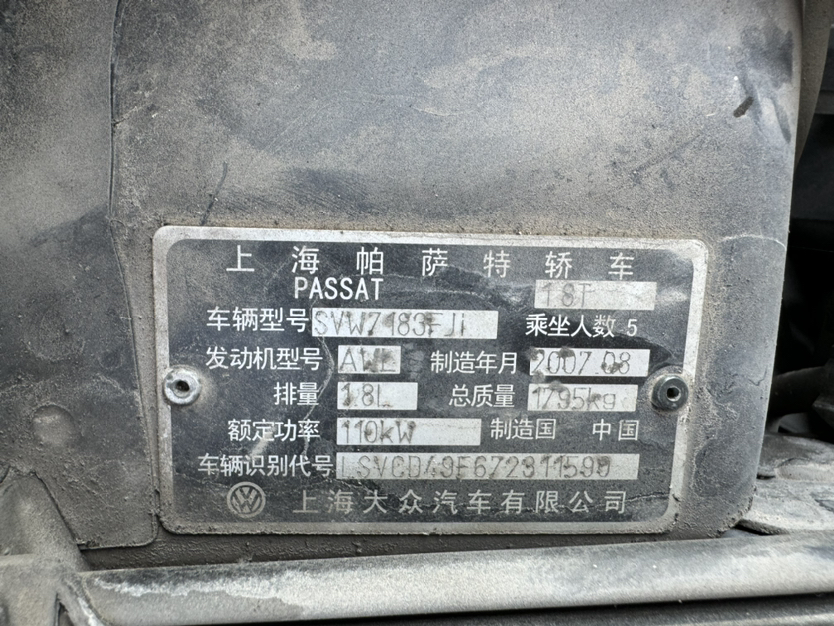 上海帕萨特轿车
PASSAT 1.8T
车辆型号 SVW7183FJI 乘坐人数 5
发动机型号 AWL 制造年月 2007.08
排量 1.8L 总质量 1795kg
额定功率 110kW 制造国 中国
车辆识别代号
上海大众汽车有限公司